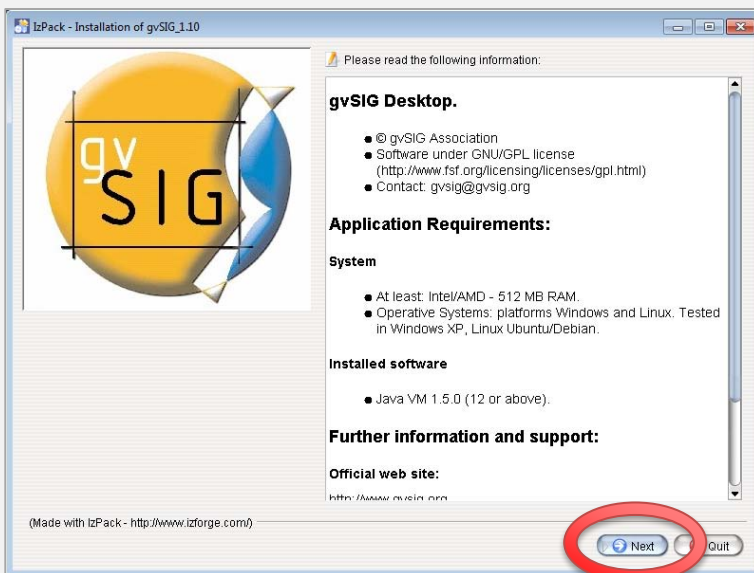 IzPack - Installation of gvSIG_1.10
gv
SIG
Please read the following information:
gvSIG Desktop.
© gvSIG Association
Software under GNU/GPL license
(http://www.fsf.org/licensing/licenses/gpl.html)
Contact: gvsig@gvsig.org
Application Requirements:
System
At least: Intel/AMD - 512 MB RAM.
Operative Systems: platforms Windows and Linux. Tested
in Windows XP, Linux Ubuntu/Debian.
Installed software
Java VM 1.5.0 (12 or above).
Further information and support:
Official web site:
http://www.gvsig.org
(Made with IzPack - http://www.izforge.com/)
Next
Quit